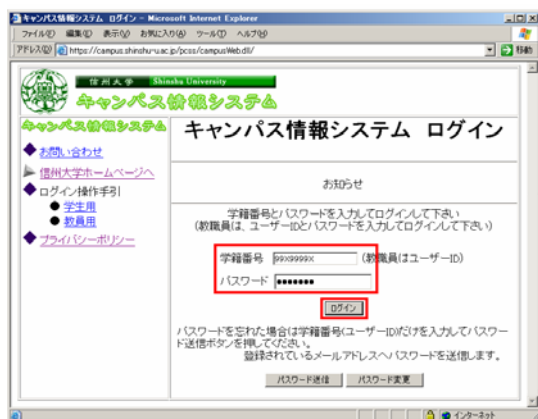 キャンパス情報システム ログイン - Microsoft Internet Explorer
ファイル(F) 編集(E) 表示(V) お気に入り(A) ツール(T) ヘルプ(H)
アドレス(D) https://campus.shinshu-u.ac.jp/pcss/campusWeb.dll/ 移動
信州大学 Shinshu University
キャンパス情報システム
キャンパス情報システム
お問い合わせ
信州大学ホームページへ
ログイン操作手引
学生用
教員用
プライバシーポリシー
キャンパス情報システム ログイン
お知らせ
学籍番号とパスワードを入力してログインして下さい
(教職員は、ユーザーIDとパスワードを入力してログインして下さい)
学籍番号 99X9999X (教職員はユーザーID)
パスワード ●●●●●●●
ログイン
パスワードを忘れた場合は学籍番号(ユーザーID)だけを入力してパスワー
ド送信ボタンを押してください。
登録されているメールアドレスへパスワードを送信します。
パスワード送信 パスワード変更
インターネット